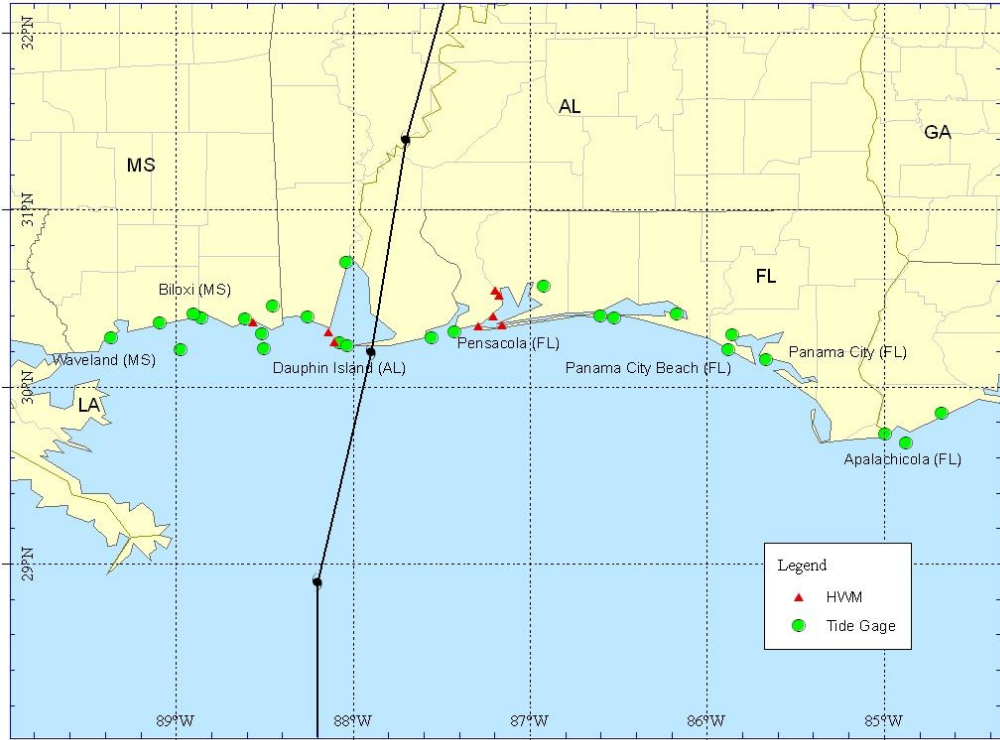 32°N
MS
AL
GA
31°N
Biloxi (MS)
FL
Waveland (MS)
Dauphin Island (AL)
Pensacola (FL)
Panama City Beach (FL)
Panama City (FL)
30°N
LA
Apalachicola (FL)
29°N
Legend
HWM
Tide Gage
89°W
88°W
87°W
86°W
85°W